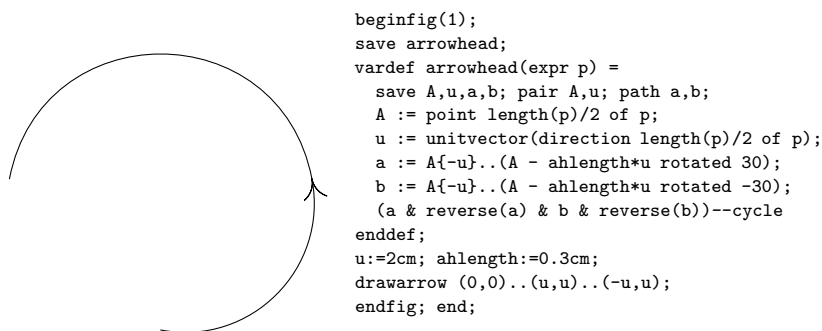 beginfig(1);
save arrowhead;
vardef arrowhead(expr p) =
  save A,u,a,b; pair A,u; path a,b;
  A := point length(p)/2 of p;
  u := unitvector(direction length(p)/2 of p);
  a := A{-u}..(A - ahlength*u rotated 30);
  b := A{-u}..(A - ahlength*u rotated -30);
  (a & reverse(a) & b & reverse(b))--cycle
enddef;
u:=2cm; ahlength:=0.3cm;
drawarrow (0,0)..(u,u)..(-u,u);
endfig; end;